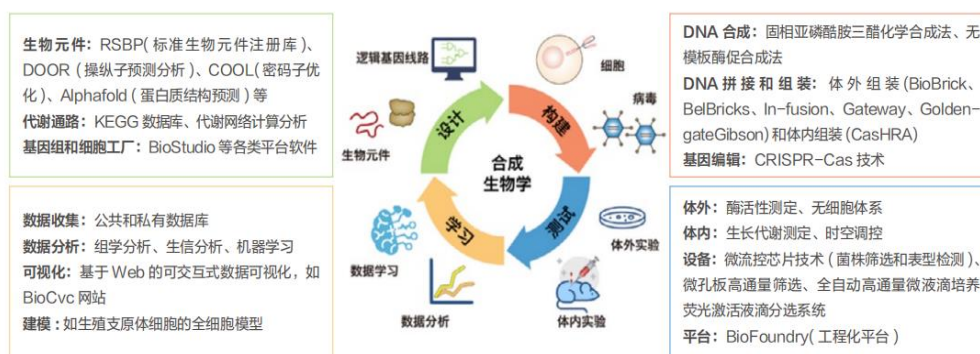 生物元件：RSBP( 标准生物元件注册库 )、
DOOR ( 操纵子预测分析 )、COOL( 密码子优
化 )、Alphafold ( 蛋白质结构预测 ) 等
代谢通路：KEGG 数据库、代谢网络计算分析
基因组和细胞工厂：BioStudio 等各类平台软件
数据收集：公共和私有数据库
数据分析：组学分析、生信分析、机器学习
可视化：基于 Web 的可交互式数据可视化，如
BioCvc 网站
建模：如生殖支原体细胞的全细胞模型
逻辑基因线路
细胞
病毒
生物元件
设计
构建
合成
生物学
学习
测试
体外实验
数据学习
数据分析
体内实验
DNA 合成：固相亚磷酰胺三醋化学合成法、无
模板酶促合成法
DNA 拼接和组装：体外组装 (BioBrick、
BelBricks、In-fusion、Gateway、Golden-
gateGibson) 和体内组装 (CasHRA)
基因编辑：CRISPR-Cas 技术
体外：酶活性测定、无细胞体系
体内：生长代谢测定、时空调控
设备：微流控芯片技术 ( 菌株筛选和表型检测 )、
微孔板高通量筛选、全自动高通量微液滴培养
荧光激活液滴分选系统
平台：BioFoundry( 工程化平台 )